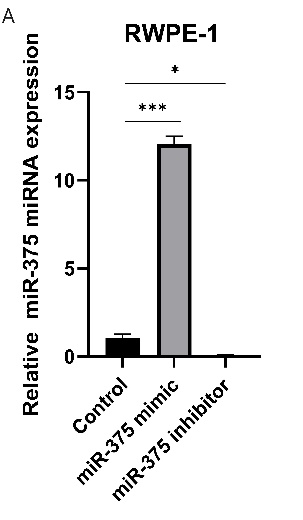 A
RWPE-1
Relative miR-375 miRNA expression
15
10
5
0
*
***
Control
miR-375 mimic
miR-375 inhibitor